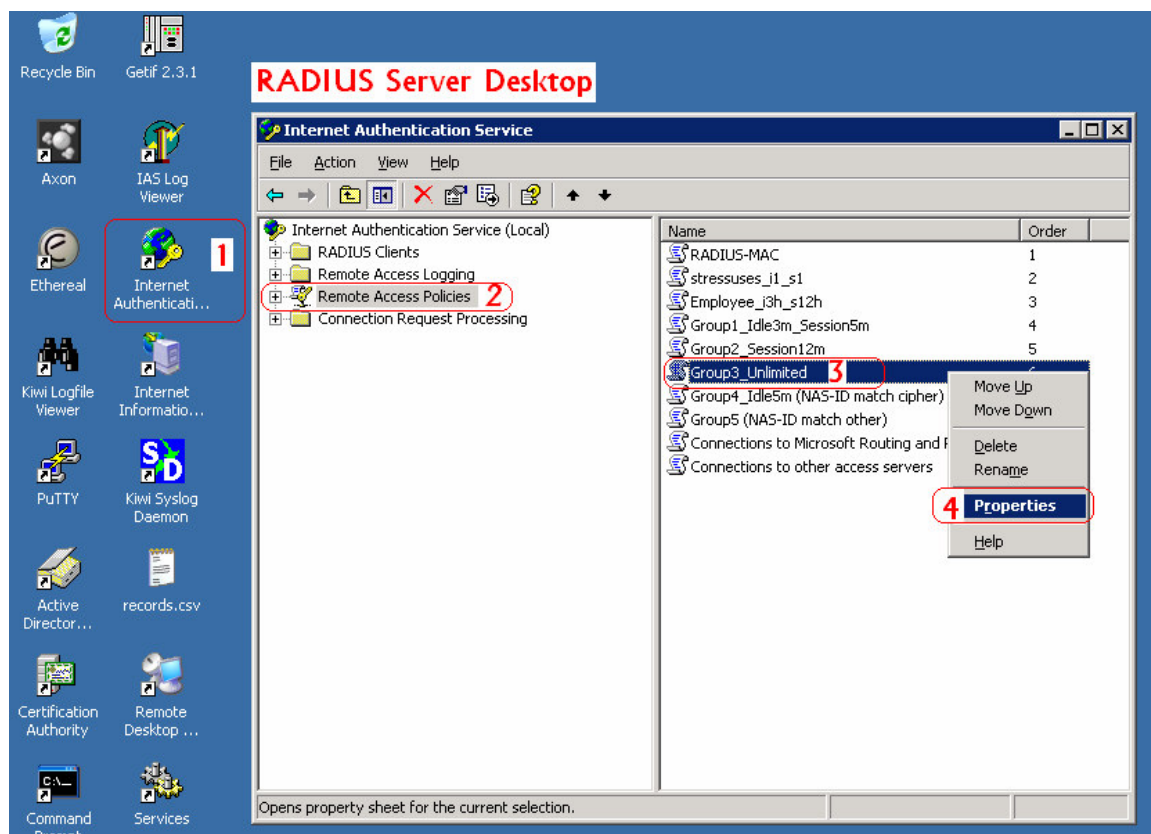 Recycle Bin
Getif 2.3.1
RADIUS Server Desktop
Axon
IAS Log
Viewer
Ethereal
1
Internet
Authenticati...
Kiwi Logfile
Viewer
Internet
Informatio...
PuTTY
Kiwi Syslog
Daemon
Active
Director...
records.csv
Certification
Authority
Remote
Desktop ...
Command
Services
Internet Authentication Service
File Action View Help
Internet Authentication Service (Local)
RADIUS Clients
Remote Access Logging
Remote Access Policies 2
Connection Request Processing
Name Order
RADIUS-MAC 1
stressuses_i1_s1 2
Employee_i3h_s12h 3
Group1_Idle3m_Session5m 4
Group2_Session12m 5
Group3_Unlimited 3
Group4_Idle5m (NAS-ID match cipher)
Group5 (NAS-ID match other)
Connections to Microsoft Routing and
Connections to other access servers
Move Up
Move Down
Delete
Rename
4 Properties
Help
Opens property sheet for the current selection.
S
D
C:\_